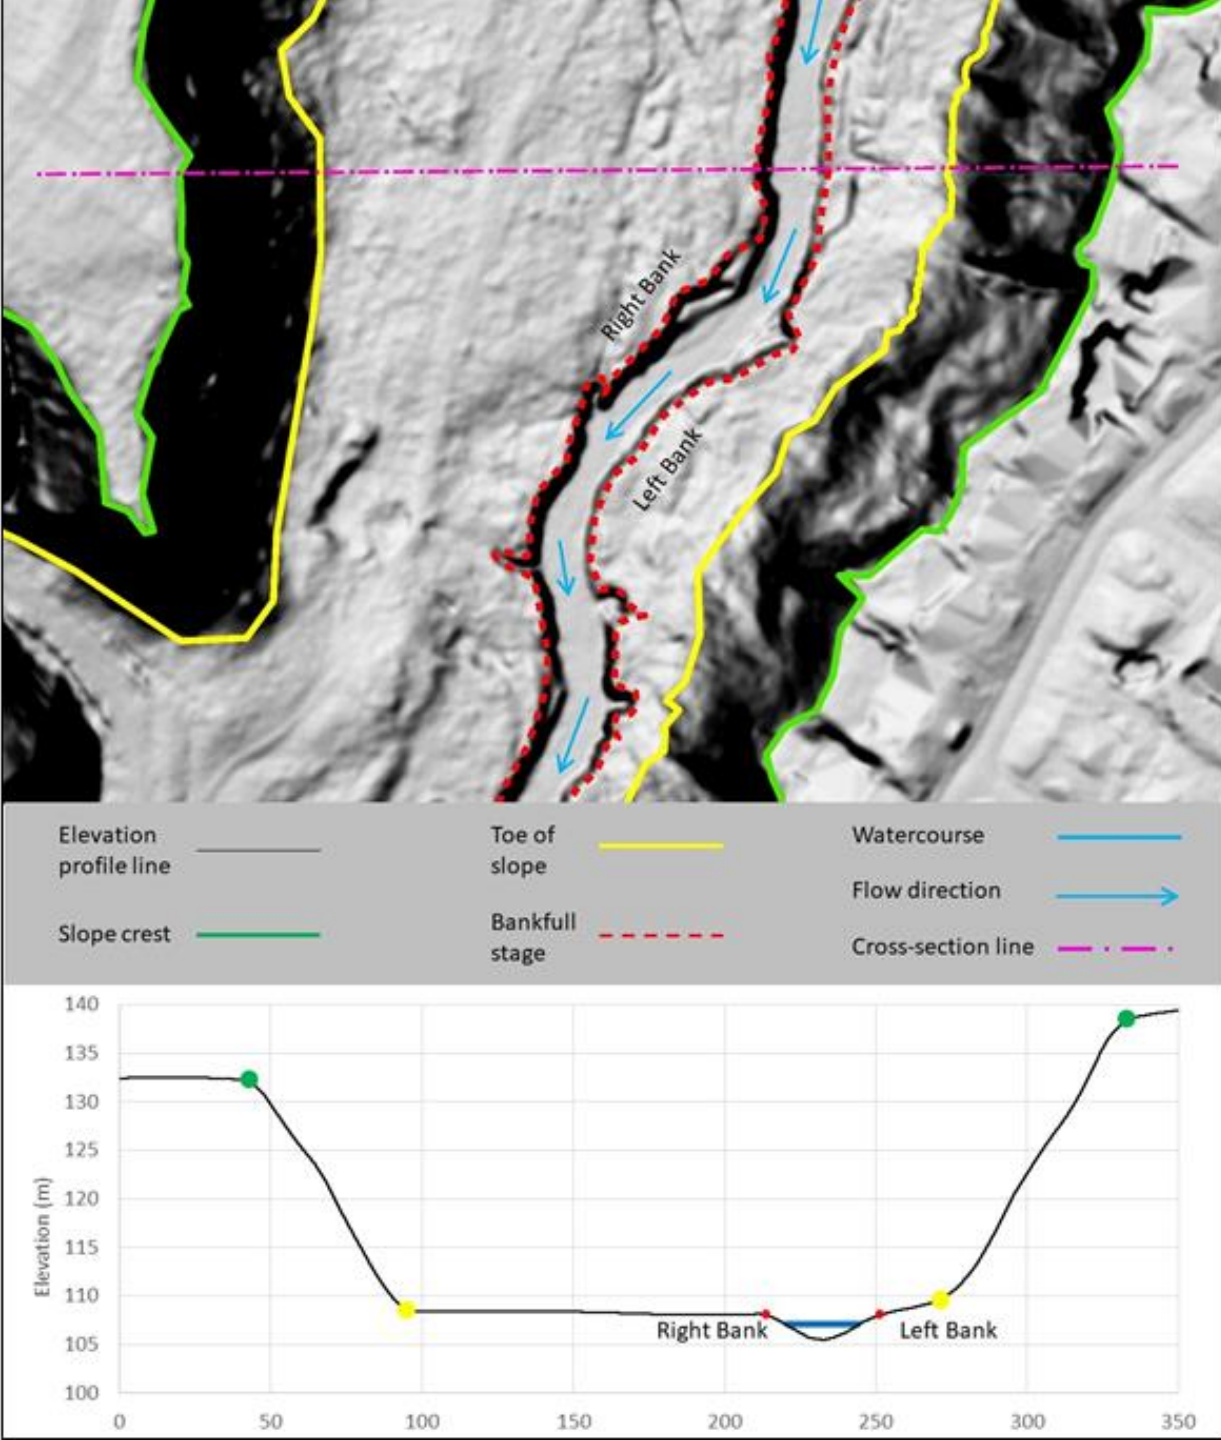 Right Bank
Left Bank
Elevation
profile line
Toe of
slope
Watercourse
Flow direction
Slope crest
Bankfull
stage
Cross-section line
140
135
130
125
120
115
110
105
100
Elevation (m)
Right Bank
Left Bank
0 50 100 150 200 250 300 350